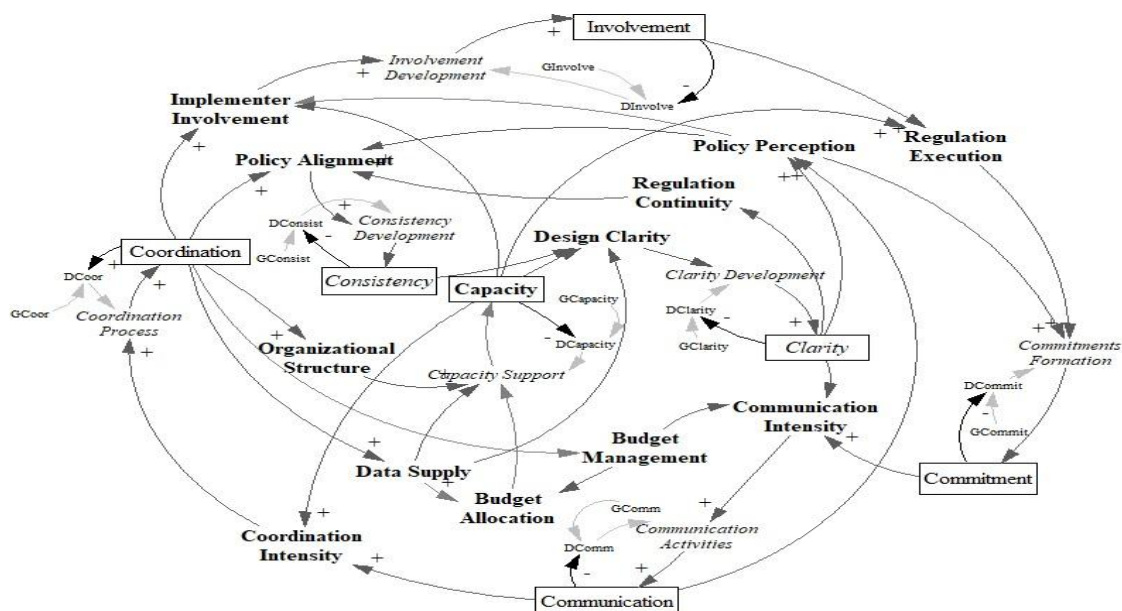 Involvement
+
Involvement
Development
+
GInvolve
-
DInvolve
Implementer
Involvement
+
Policy Perception
++
+ +
Regulation
Execution
Policy Alignment
++
+
+
Regulation
Continuity
DConsist
Consistency
Development
-
GConsist
Design Clarity
+
Coordination
+
DCoor
+
GCoor
Coordination
Process
+
Consistency
Capacity
GCapacity
-
DCapacity
Clarity Development
DClarity
-
GClarity
+
Clarity
+
Organizational
Structure
+
Capacity Support
++
Commitments
Formation
DCommit
-
GCommit
Communication
Intensity
+
Budget
Management
+
Data Supply
+
Budget
Allocation
Commitment
+
Coordination
Intensity
+
GComm
+
Communication
Activities
DComm
+
-
Communication